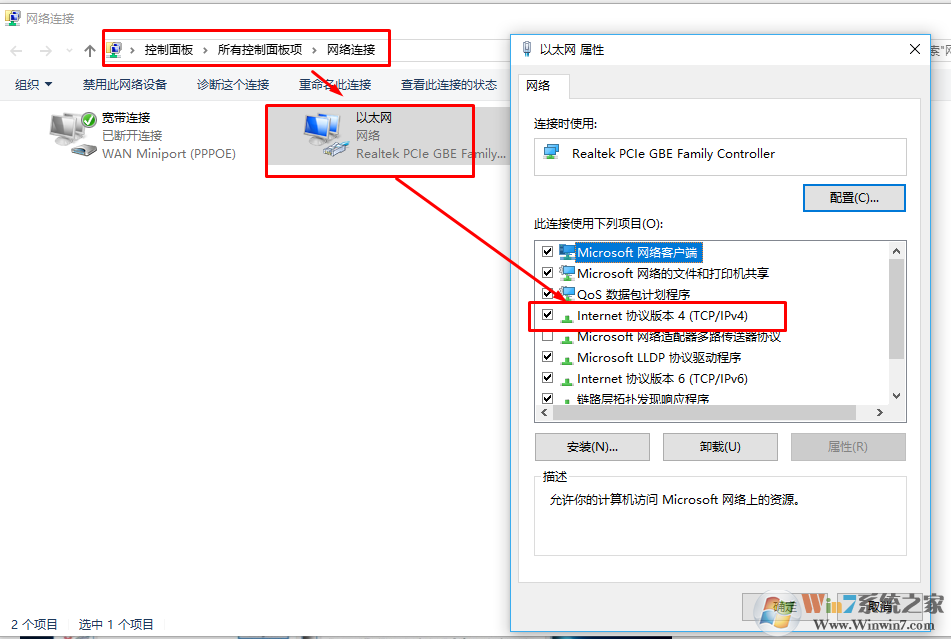 网络连接
控制面板 › 所有控制面板项 › 网络连接
组织 禁用此网络设备 诊断这个连接 重命名此连接 查看此连接的状态
宽带连接
已断开连接
WAN Miniport (PPPOE)
以太网
网络
Realtek PCIe GBE Family...
以太网 属性
网络
连接时使用:
Realtek PCIe GBE Family Controller
配置(C)...
此连接使用下列项目(O):
Microsoft 网络客户端
Microsoft 网络的文件和打印机共享
QoS 数据包计划程序
Internet 协议版本 4 (TCP/IPv4)
Microsoft 网络适配器多路传送器协议
Microsoft LLDP 协议驱动程序
Internet 协议版本 6 (TCP/IPv6)
链路层拓扑发现响应程序
安装(N)... 卸载(U) 属性(R)
描述
允许你的计算机访问 Microsoft 网络上的资源。
确定 取消
Win7系统之家
Www.Winwin7.com
2 个项目 选中 1 个项目